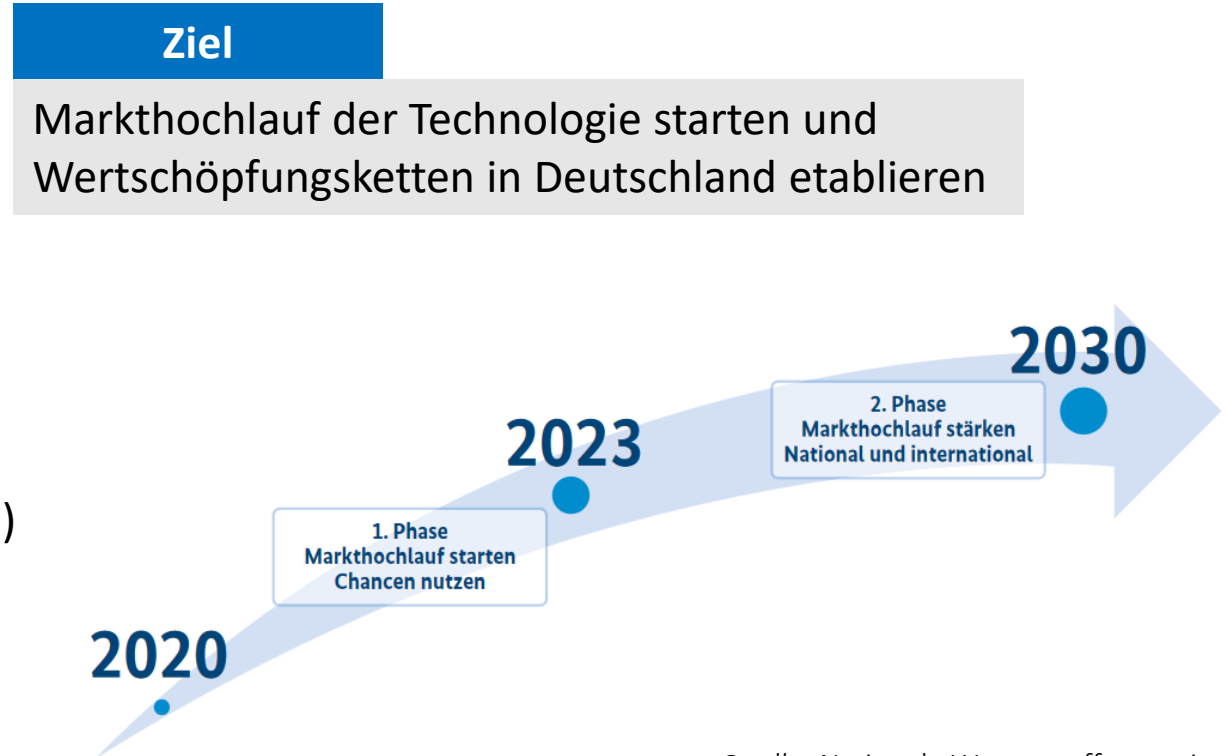 Ziel
Markthochlauf der Technologie starten und
Wertschöpfungsketten in Deutschland etablieren
2030
2. Phase
Markthochlauf stärken
National und international
2023
)
1. Phase
Markthochlauf starten
Chancen nutzen
2020